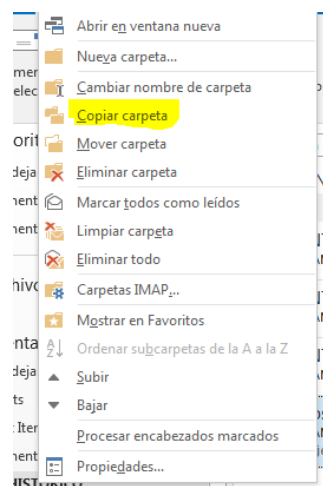 Abrir en ventana nueva
Nueva carpeta...
Cambiar nombre de carpeta
Copiar carpeta
Mover carpeta
Eliminar carpeta
Marcar todos como leídos
Limpiar carpeta
Eliminar todo
Carpetas IMAP...
Mostrar en Favoritos
Ordenar subcarpetas de la A a la Z
Subir
Bajar
Procesar encabezados marcados
Propiedades...